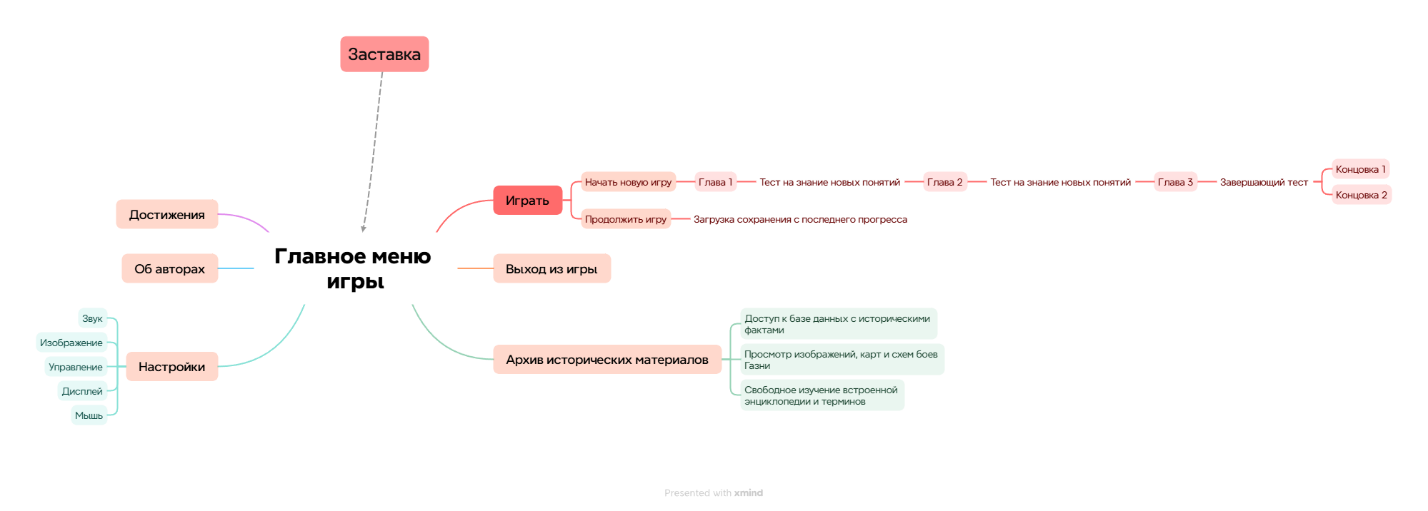 Заставка
Главное меню
игры
Играть
Начать новую игру
Глава 1
Тест на знание новых понятий
Глава 2
Тест на знание новых понятий
Глава 3
Завершающий тест
Концовка 1
Концовка 2
Продолжить игру
Загрузка сохранения с последнего прогресса
Выход из игры
Архив исторических материалов
Доступ к базе данных с историческими
фактами
Просмотр изображений, карт и схем боев
Газни
Свободное изучение встроенной
энциклопедии и терминов
Достижения
Об авторах
Настройки
Звук
Изображение
Управление
Дисплей
Мышь
Presented with xmind